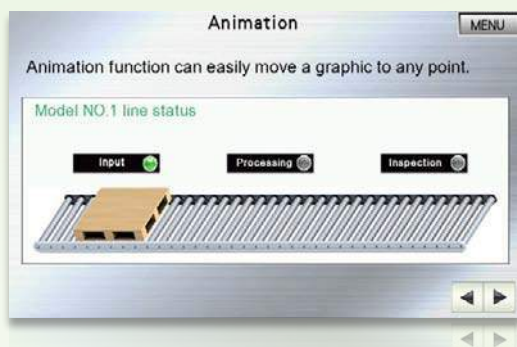 Animation
MENU
Animation function can easily move a graphic to any point.
Model NO.1 line status
Input
Processing
Inspection